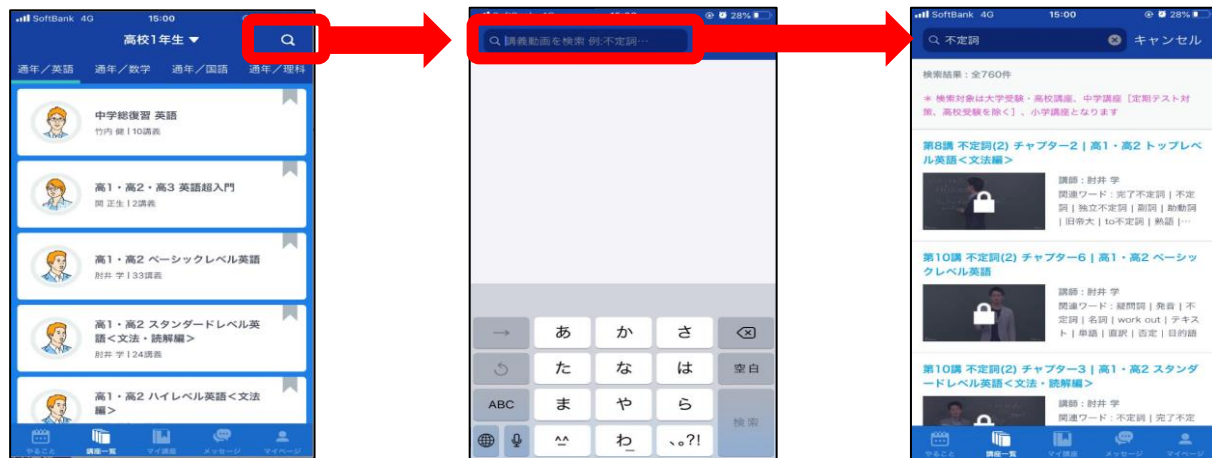 SoftBank 4G 15:00
高校1年生 ▼
通年/英語 通年/数学 通年/国語 通年/理科
中学総復習 英語
竹内 健 | 10講義
高1・高2・高3 英語超入門
関 正生 | 2講義
高1・高2 ベーシックレベル英語
肘井 学 | 33講義
高1・高2 スタンダードレベル英
語<文法・読解編>
肘井 学 | 24講義
高1・高2 ハイレベル英語<文法
編>
やること 講座一覧 マイ講座 メッセージ マイページ
28%
講義動画を検索 例:不定詞…
→ あ か さ
た な は 空白
ABC ま や ら
^^ わ 、。?! 検索
SoftBank 4G 15:00 28%
不定詞 キャンセル
検索結果:全760件
* 検索対象は大学受験・高校講座、中学講座[定期テスト対
策、高校受験を除く]、小学講座となります
第8講 不定詞(2) チャプター2 | 高1・高2 トップレベ
ル英語<文法編>
講師:肘井 学
関連ワード:完了不定詞 | 不定
詞 | 独立不定詞 | 副詞 | 助動詞
| 旧帝大 | to不定詞 | 熟語 |…
第10講 不定詞(2) チャプター6 | 高1・高2 ベーシッ
クレベル英語
講師:肘井 学
関連ワード:疑問詞 | 発音 | 不
定詞 | 名詞 | work out | テキス
ト | 単語 | 直訳 | 否定 | 目的語
第10講 不定詞(2) チャプター3 | 高1・高2 スタンダ
ードレベル英語<文法・読解編>
講師:肘井 学
関連ワード:不定詞 | 完了不定
やること 講座一覧 マイ講座 メッセージ マイページ